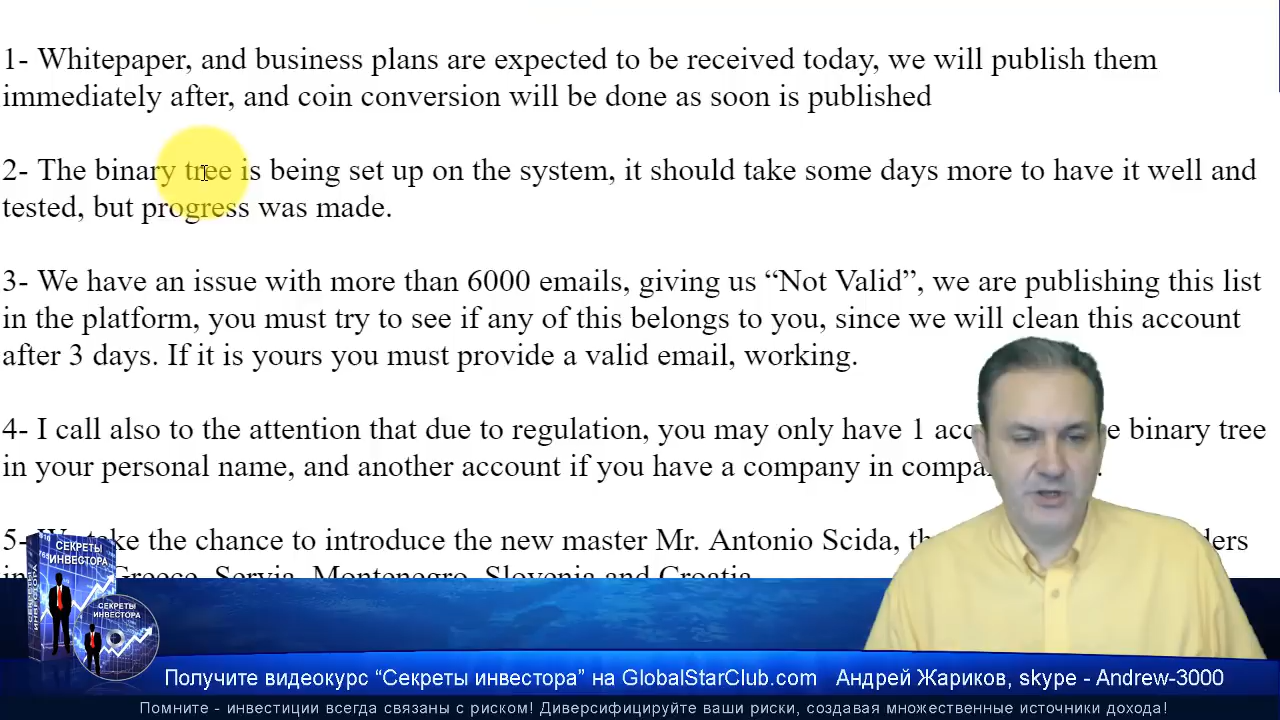 1- Whitepaper, and business plans are expected to be received today, we will publish them
immediately after, and coin conversion will be done as soon is published
2- The binary tree is being set up on the system, it should take some days more to have it well and
tested, but progress was made.
3- We have an issue with more than 6000 emails, giving us “Not Valid”, we are publishing this list
in the platform, you must try to see if any of this belongs to you, since we will clean this account
after 3 days. If it is yours you must provide a valid email, working.
4- I call also to the attention that due to regulation, you may only have 1 binary tree
in your personal name, and another account if you have a company in
5- the chance to introduce the new master Mr. Antonio Scida,
Greece, Servia, Montenegro, Slovenia and Croatia
СЕКРЕТЫ
ИНВЕСТОРА
СЕКРЕТЫ
ИНВЕСТОРА
Получите видеокурс “Секреты инвестора” на GlobalStarClub.com Андрей Жариков, skype - Andrew-3000
Помните - инвестиции всегда связаны с риском! Диверсифицируйте ваши риски, создавая множественные источники дохода!